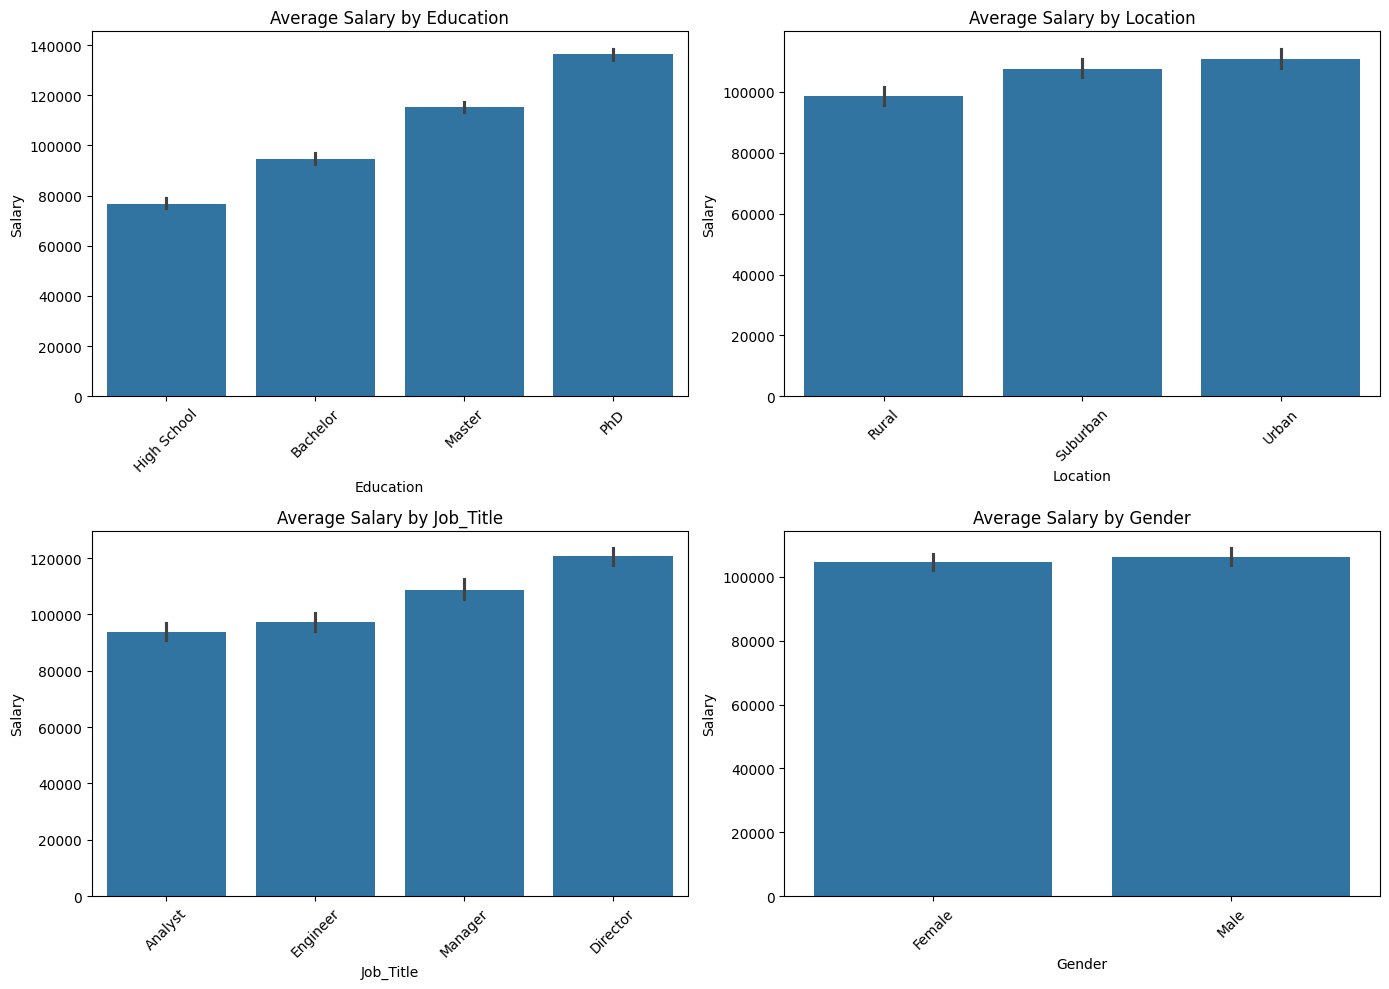 Average Salary by Education
140000
120000
100000
80000
60000
40000
20000
0
Salary
High School
Bachelor
Master
PhD
Education
Average Salary by Location
100000
80000
60000
40000
20000
0
Salary
Rural
Suburban
Urban
Location
Average Salary by Job_Title
120000
100000
80000
60000
40000
20000
0
Salary
Analyst
Engineer
Manager
Director
Job_Title
Average Salary by Gender
100000
80000
60000
40000
20000
0
Salary
Female
Male
Gender